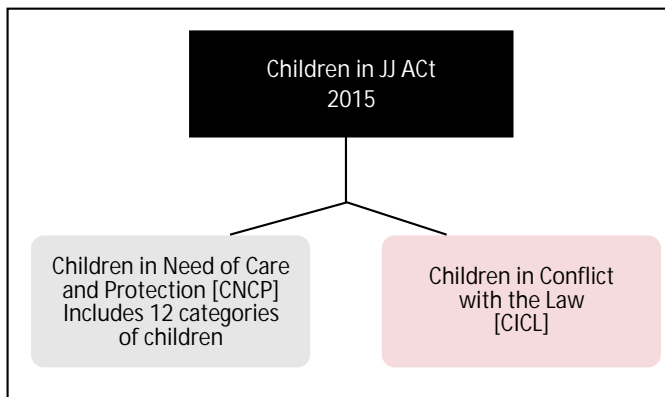 Children in JJ ACt
2015
Children in Need of Care
and Protection [CNCP]
Includes 12 categories
of children
Children in Conflict
with the Law
[CICL]